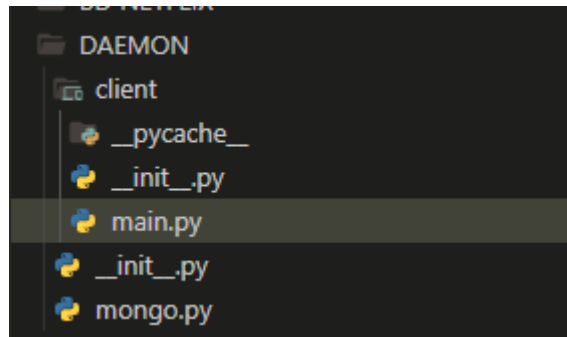 DAEMON
client
__pycache__
__init__.py
main.py
__init__.py
mongo.py